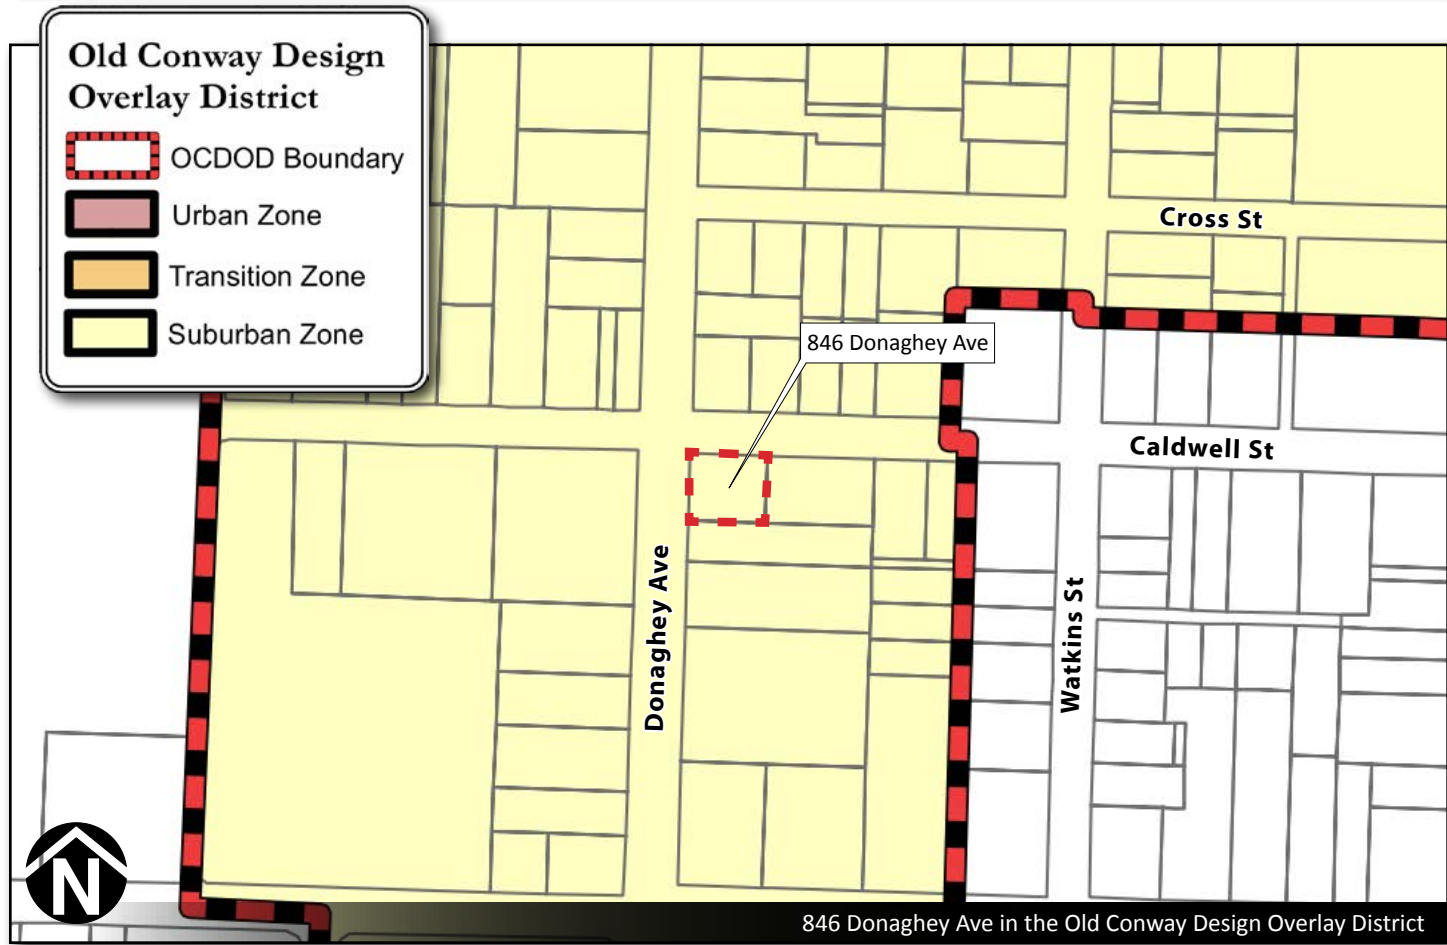 Old Conway Design
Overlay District
OCDOD Boundary
Urban Zone
Transition Zone
Suburban Zone
Cross St
846 Donaghey Ave
Caldwell St
Donaghey Ave
Watkins St
N
846 Donaghey Ave in the Old Conway Design Overlay District